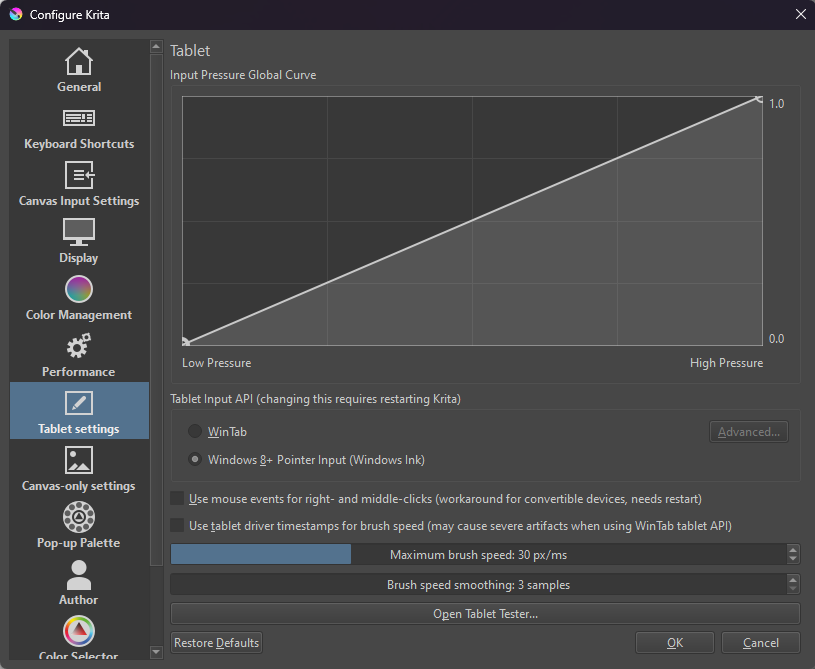 Configure Krita
General
Keyboard Shortcuts
Canvas Input Settings
Display
Color Management
Performance
Tablet settings
Canvas-only settings
Pop-up Palette
Author
Color Selector
Tablet
Input Pressure Global Curve
1.0
0.0
Low Pressure
High Pressure
Tablet Input API (changing this requires restarting Krita)
WinTab
Advanced...
Windows 8+ Pointer Input (Windows Ink)
Use mouse events for right- and middle-clicks (workaround for convertible devices, needs restart)
Use tablet driver timestamps for brush speed (may cause severe artifacts when using WinTab tablet API)
Maximum brush speed: 30 px/ms
Brush speed smoothing: 3 samples
Open Tablet Tester...
Restore Defaults
OK
Cancel